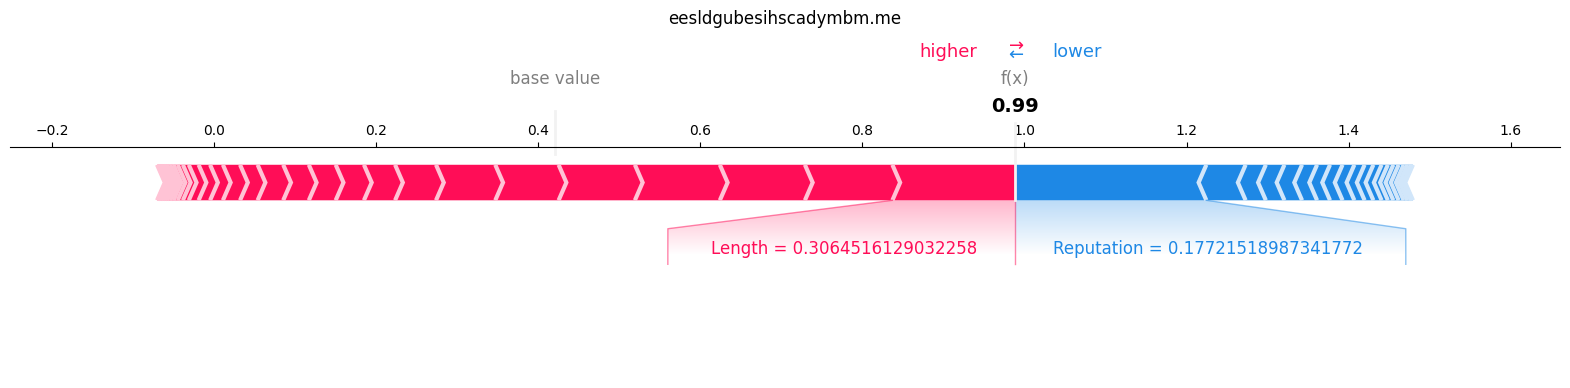 eesldgubesihscadymbm.me
higher ⇄ lower
base value f(x)
0.99
−0.2 0.0 0.2 0.4 0.6 0.8 1.0 1.2 1.4 1.6
Length = 0.3064516129032258 Reputation = 0.17721518987341772